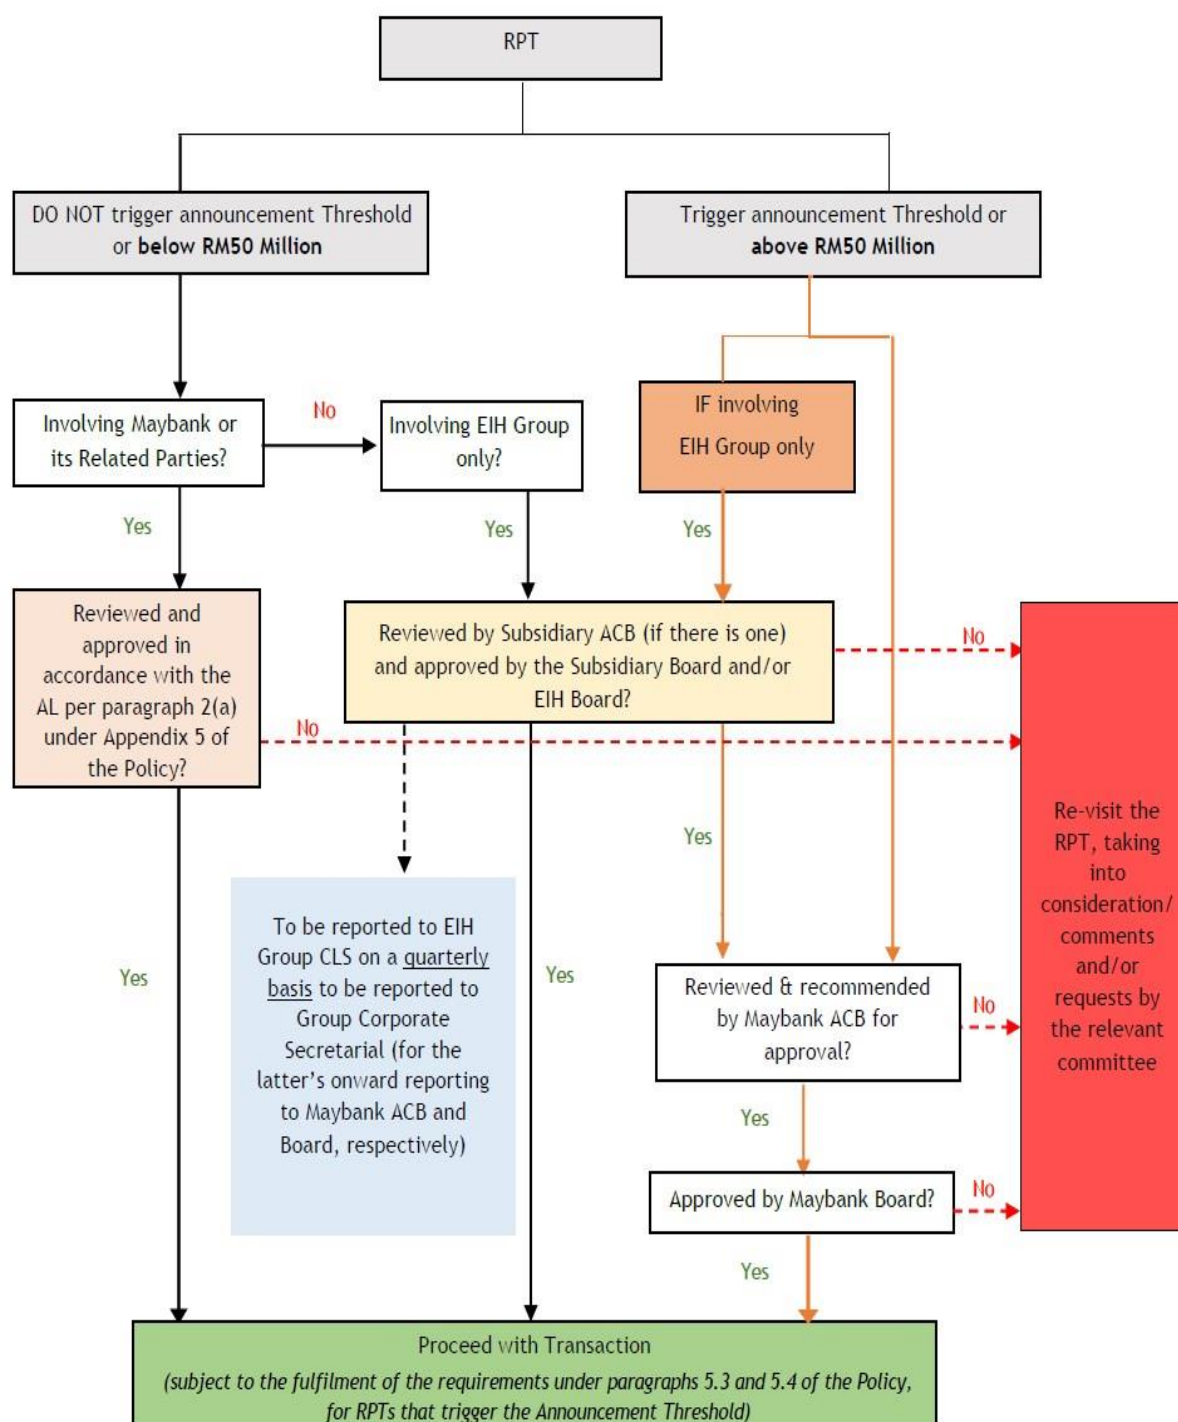 RPT
DO NOT trigger announcement Threshold
or below RM50 Million
Trigger announcement Threshold or
above RM50 Million
Involving Maybank or
its Related Parties?
No
Involving EIH Group
only?
IF involving
EIH Group only
Yes
Yes
Yes
Reviewed and
approved in
accordance with the
AL per paragraph 2(a)
under Appendix 5 of
the Policy?
Reviewed by Subsidiary ACB (if there is one)
and approved by the Subsidiary Board and/or
EIH Board?
No
No
Re-visit the
RPT, taking
into
consideration/
comments
and/or
requests by
the relevant
committee
Yes
To be reported to EIH
Group CLS on a quarterly
basis to be reported to
Group Corporate
Secretarial (for the
latter's onward reporting
to Maybank ACB and
Board, respectively)
Yes
Yes
Reviewed & recommended
by Maybank ACB for
approval?
No
Yes
Approved by Maybank Board?
No
Yes
Proceed with Transaction
(subject to the fulfilment of the requirements under paragraphs 5.3 and 5.4 of the Policy,
for RPTs that trigger the Announcement Threshold)